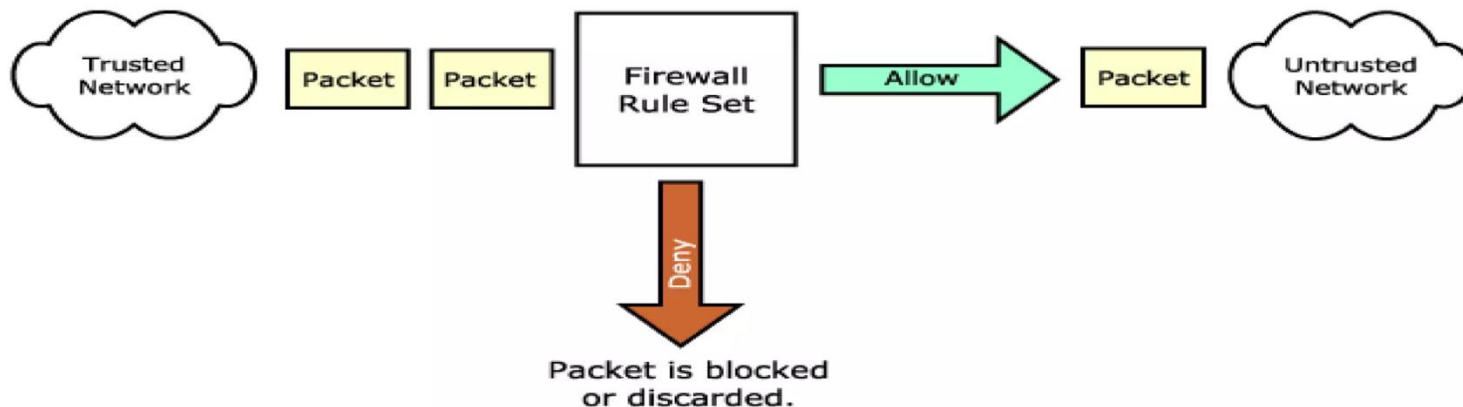 Trusted
Network
Packet
Packet
Firewall
Rule Set
Allow
Packet
Untrusted
Network
Deny
Packet is blocked
or discarded.